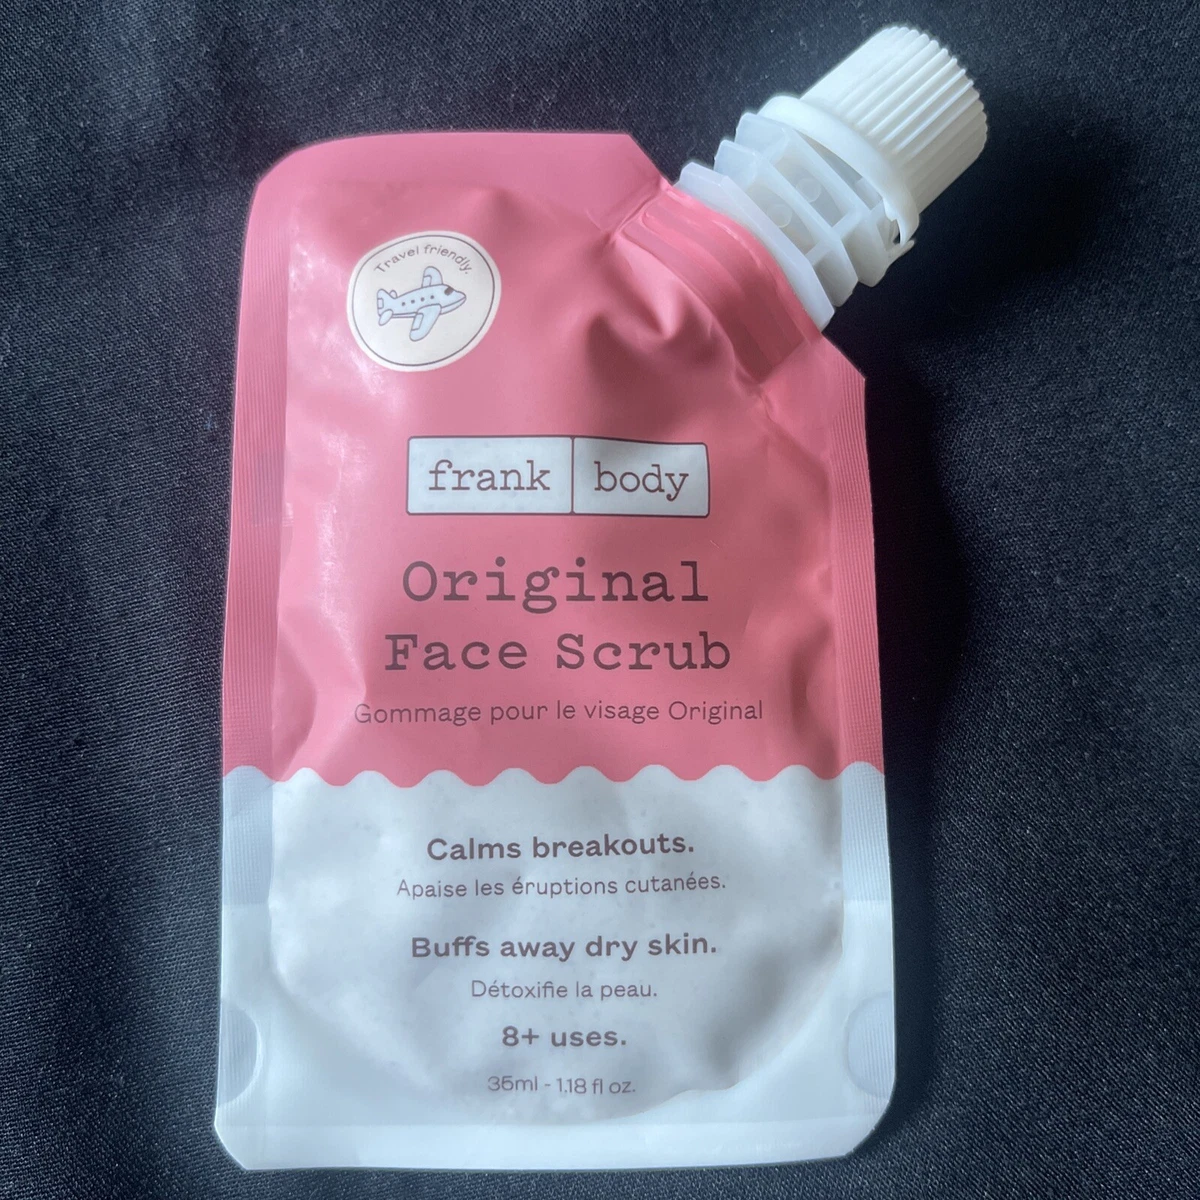 Travel friendly.
frank body
Original
Face Scrub
Gommage pour le visage Original
Calms breakouts.
Apaise les éruptions cutanées.
Buffs away dry skin.
Détoxifie la peau.
8+ uses.
35ml - 1.18 fl oz.